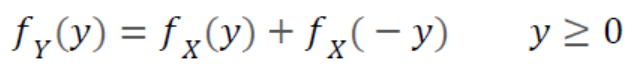 f_Y(y) = f_X(y) + f_X( − y) y ≥ 0